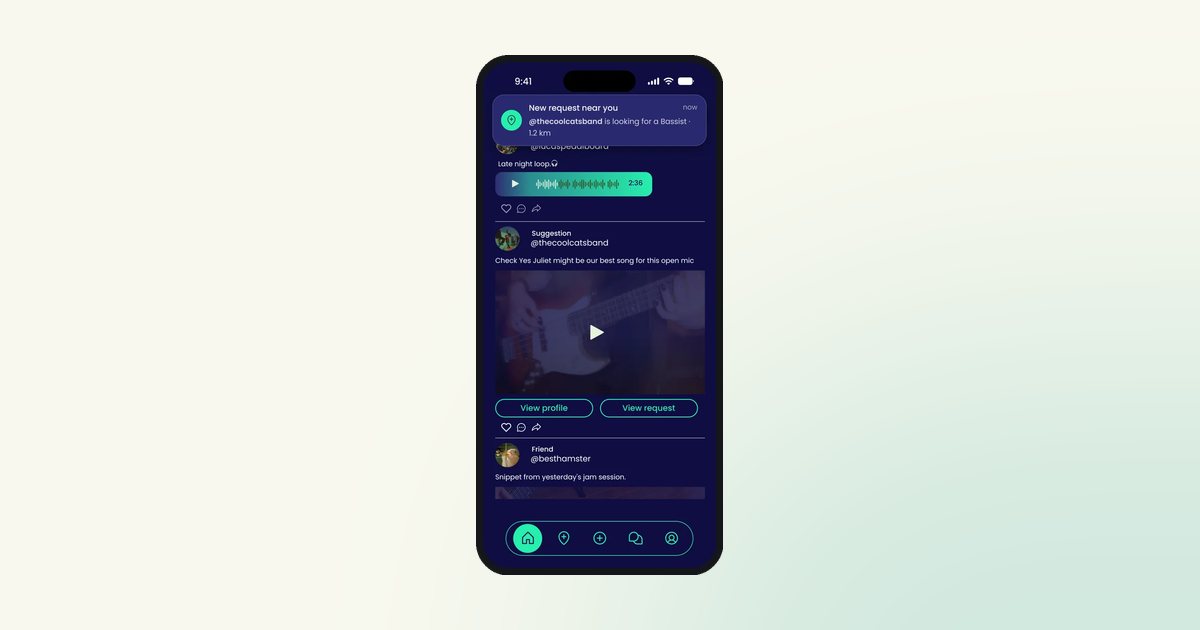 9:41
New request near you
now
@thecoolcatsband is looking for a Bassist ·
1.2 km
@lucaspedalboard
Late night loop.🎧
2:36
Suggestion
@thecoolcatsband
Check Yes Juliet might be our best song for this open mic
View profile
View request
Friend
@besthamster
Snippet from yesterday's jam session.